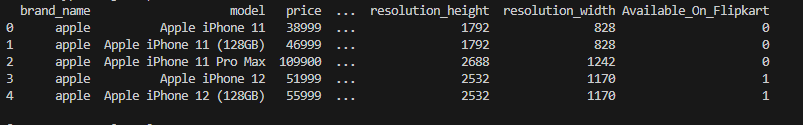 brand_name model price ... resolution_height resolution_width Available_On_Flipkart
0 apple Apple iPhone 11 38999 ... 1792 828 0
1 apple Apple iPhone 11 (128GB) 46999 ... 1792 828 0
2 apple Apple iPhone 11 Pro Max 109900 ... 2688 1242 0
3 apple Apple iPhone 12 51999 ... 2532 1170 1
4 apple Apple iPhone 12 (128GB) 55999 ... 2532 1170 1